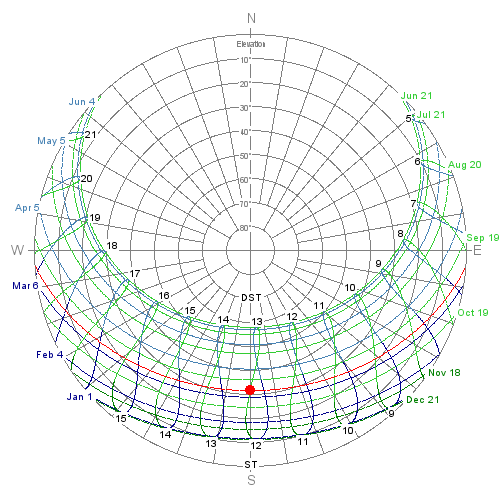 N
Elevation
10
20
30
40
50
60
70
80
Jun 4
Jun 21
5
Jul 21
21
May 5
6
Aug 20
20
Apr 5
7
19
8
Sep 19
18
W
E
9
17
Mar 6
10
16
DST
15
14
13
12
11
Oct 19
Feb 4
Nov 18
Jan 1
Dec 21
15
14
13
12
11
10
9
ST
S